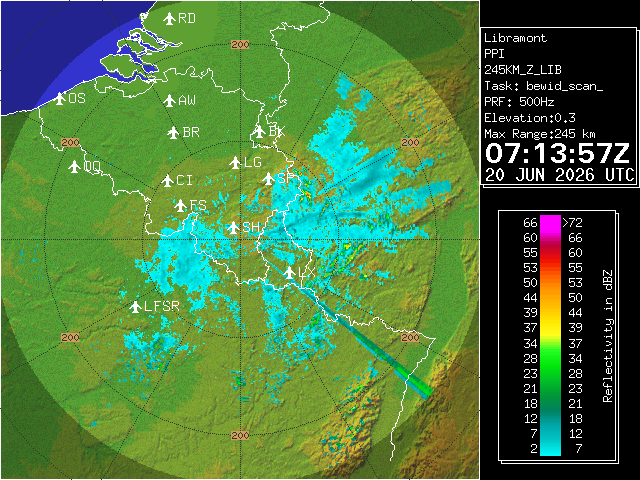 RD
200
OS
AW
BR
BK
200
200
QQ
LG
CI
SP
FS
SH
LX
LFSR
200
200
200
Libramont
PPI
245KM_Z_LIB
Task: bewid_scan_
PRF: 500Hz
Elevation:0.3
Max Range:245 km
07:13:57Z
20 JUN 2026 UTC
66 >72
60 66
55 60
53 55
50 53
44 50
39 44
37 39
34 37
28 34
23 28
21 23
18 21
12 18
7 12
2 7
Reflectivity in dBZ